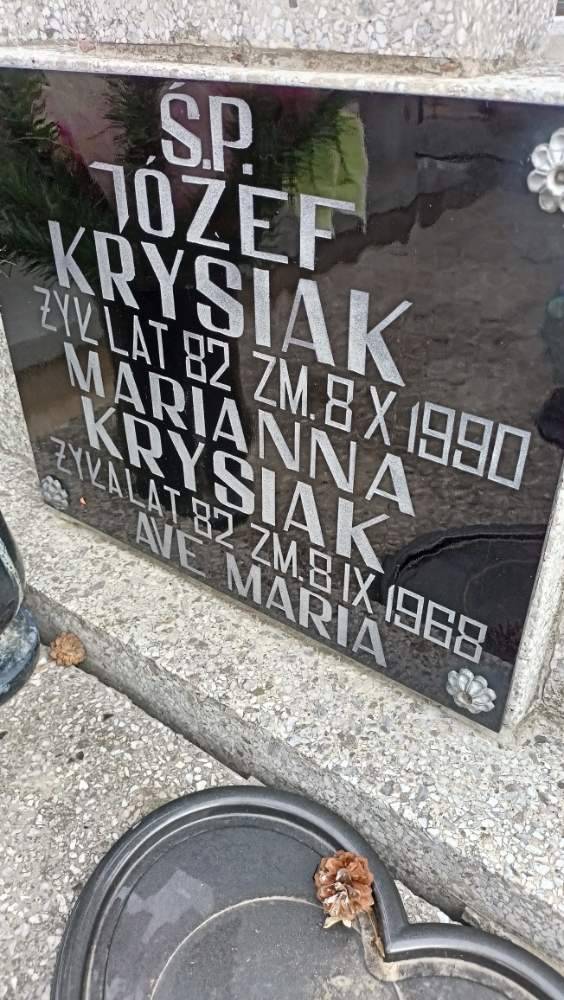 Ś.P.
JÓZEF
KRYSIAK
ŻYŁ LAT 82 ZM. 8 X 1990
MARIANNA
KRYSIAK
ŻYŁA LAT 82 ZM. 8 IX 1968
AVE MARIA